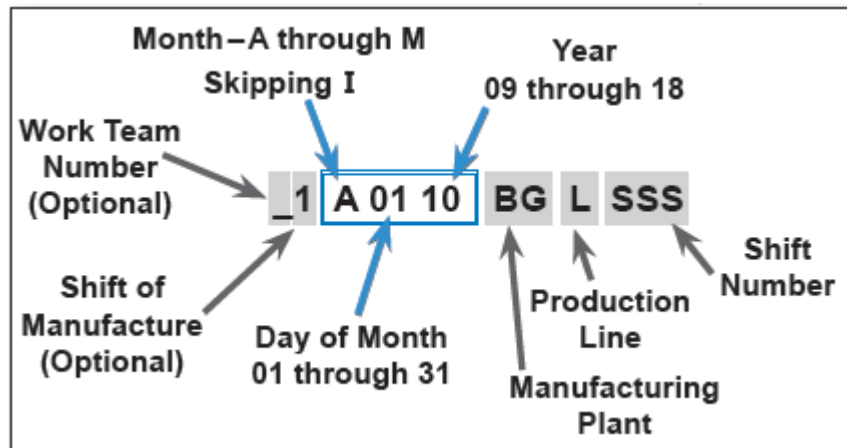 Month–A through M
Skipping I
Year
09 through 18
Work Team
Number
(Optional)
_1 A 01 10 BG L SSS
Shift of
Manufacture
(Optional)
Day of Month
01 through 31
Manufacturing
Plant
Production
Line
Shift
Number